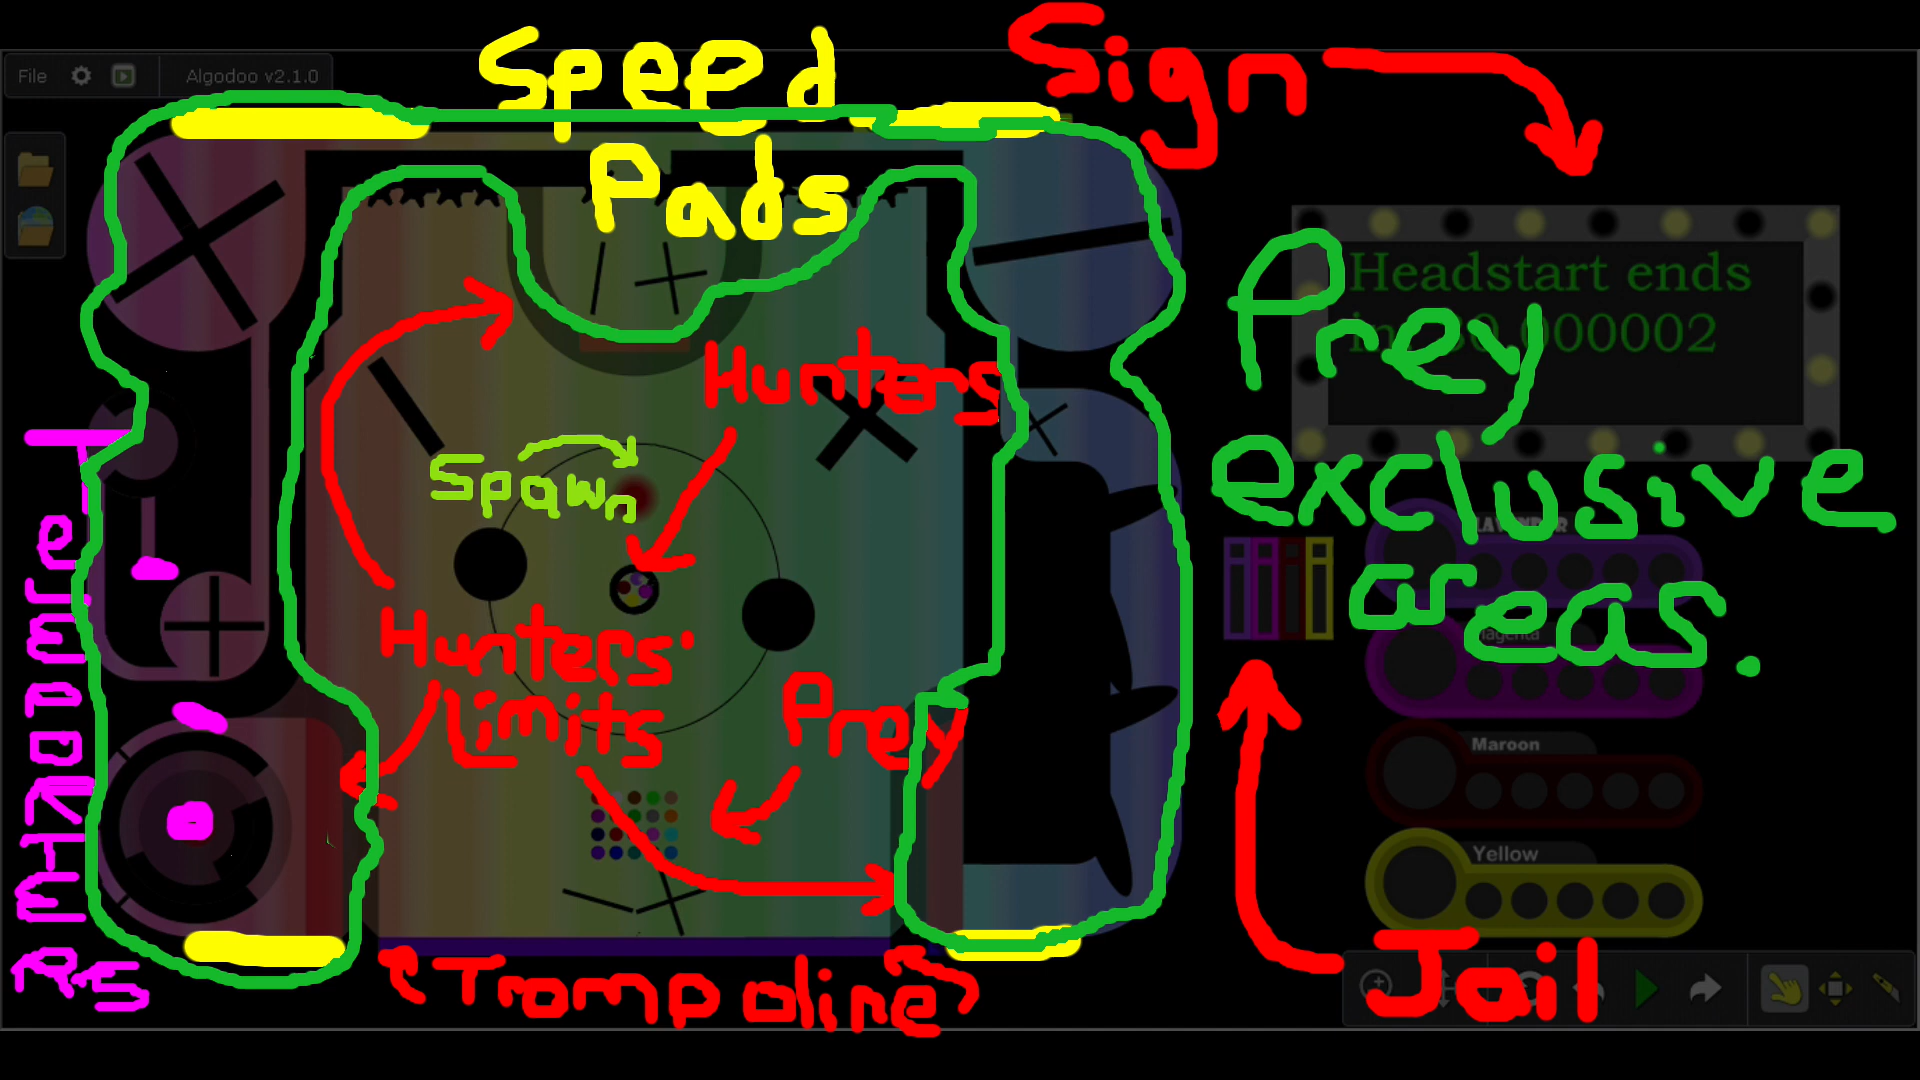 File
Algodoo v2.1.0
Speed
Pads
Sign
Headstart ends
Prey
exclusive
areas.
Hunters
Spawn
Hunters'
limits
Prey
Trampoline
Jail
Maroon
Yellow